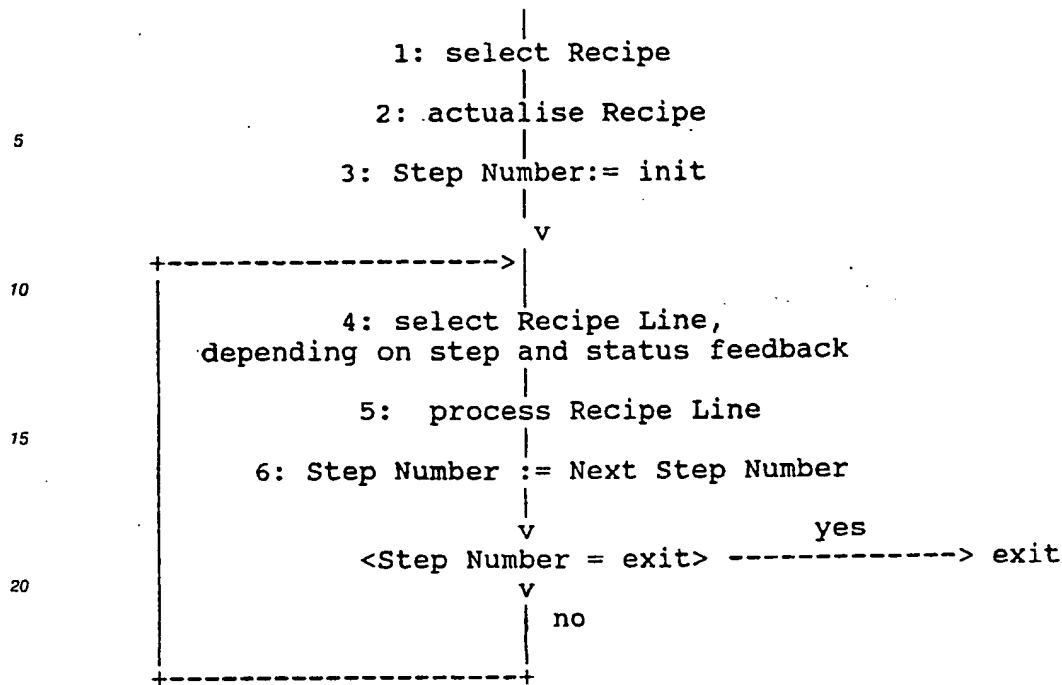 1: select Recipe
2: actualise Recipe
5
3: Step Number:= init
v
+-------------------->
10
4: select Recipe Line,
depending on step and status feedback
5: process Recipe Line
15
6: Step Number := Next Step Number
v
yes
<Step Number = exit> -------------> exit
20
v
no
+----------------------+